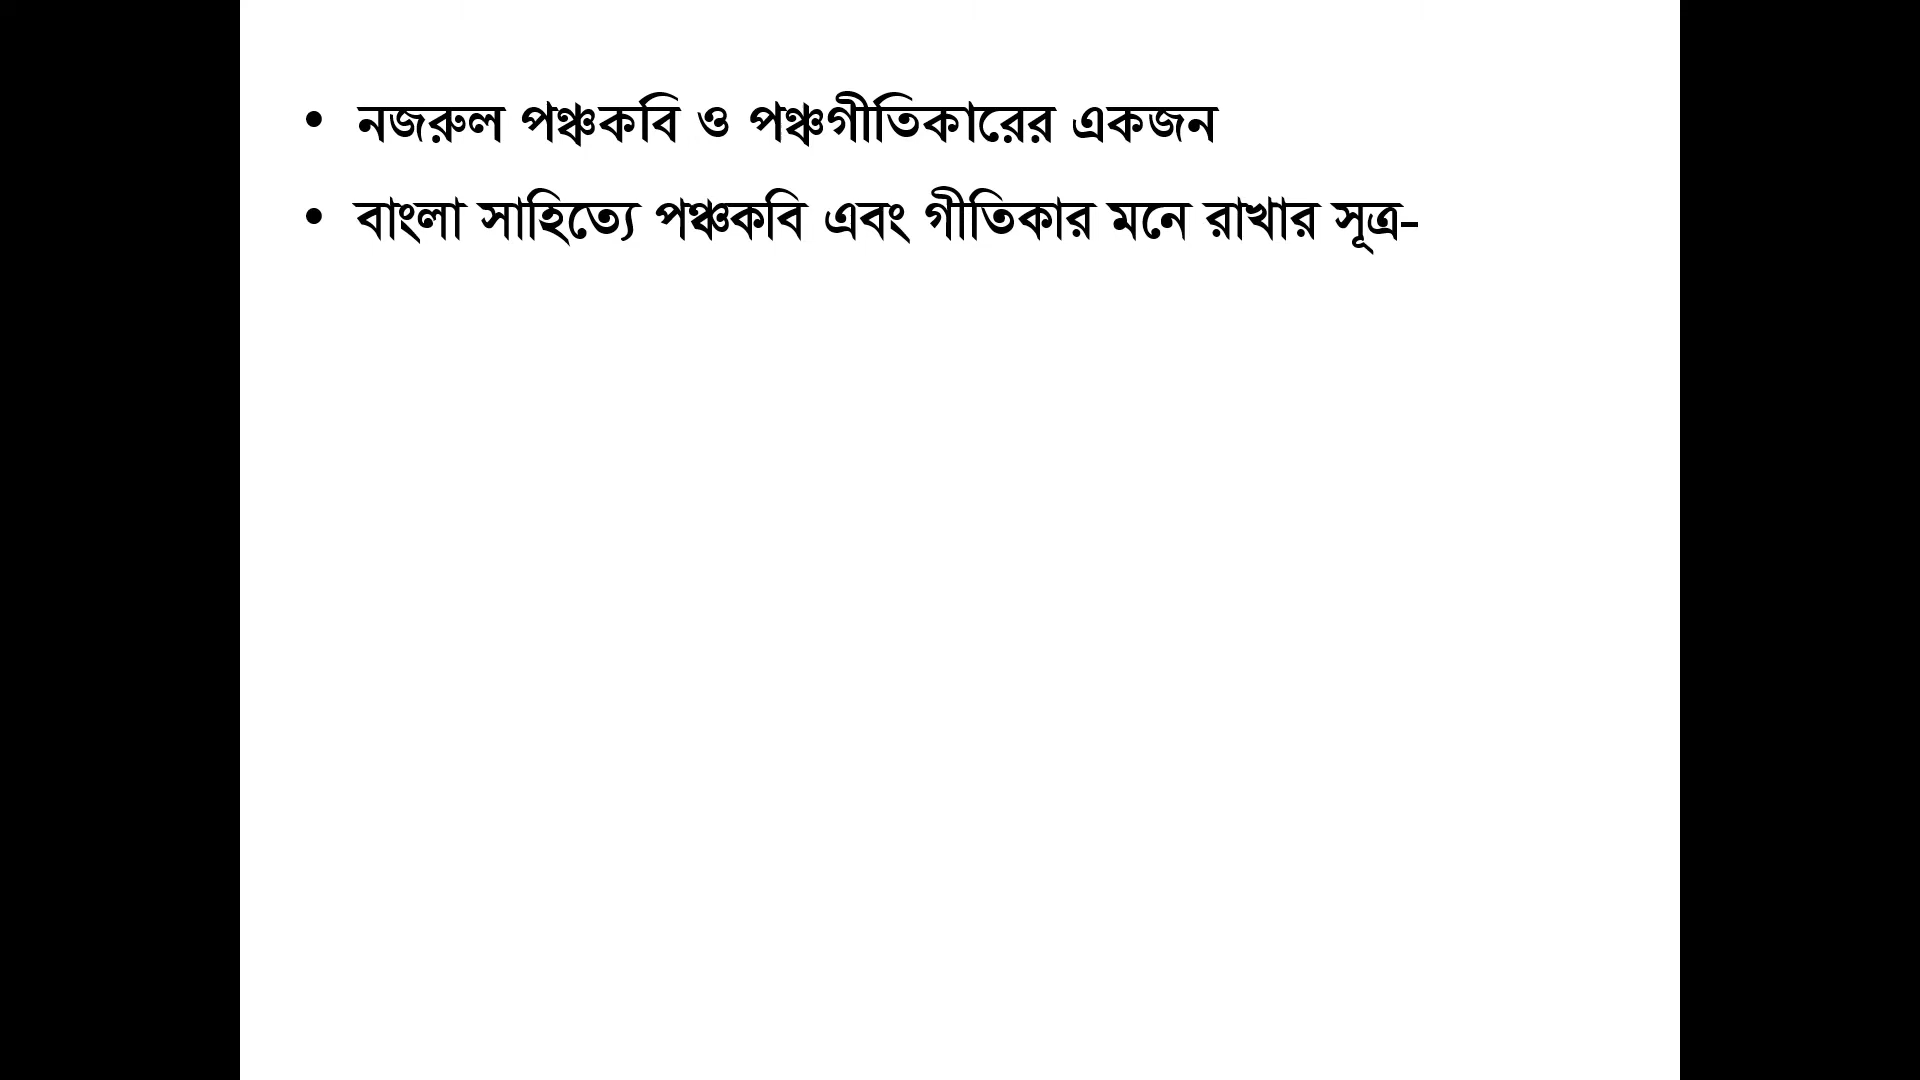 • নজরুল পঞ্চকবি ও পঞ্চগীতিকারের একজন
• বাংলা সাহিত্যে পঞ্চকবি এবং গীতিকার মনে রাখার সূত্র-